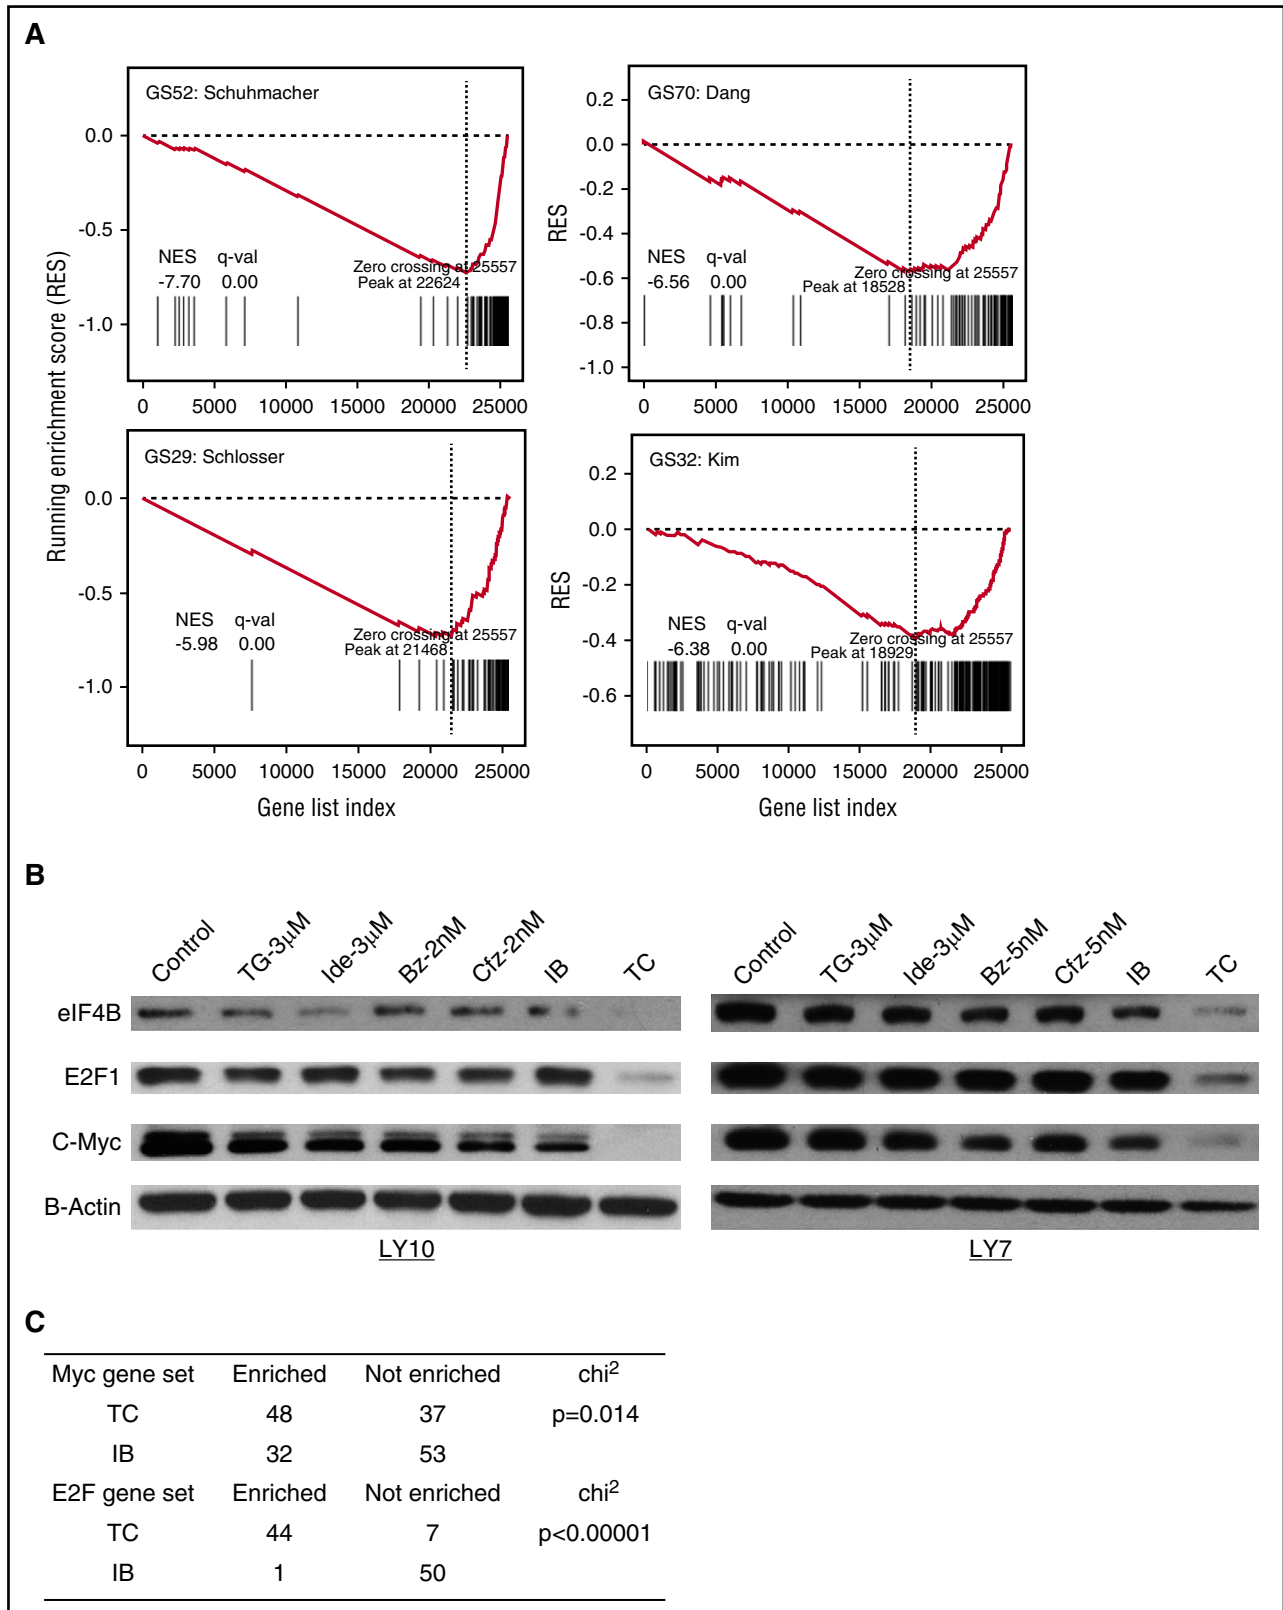 A
Running enrichment score (RES)
GS52: Schuhmacher
0.0
-0.5
-1.0
NES q-val
-7.70 0.00
Zero crossing at 25557
Peak at 22624
0 5000 10000 15000 20000 25000
GS70: Dang
RES
0.2
0.0
-0.2
-0.4
-0.6
-0.8
-1.0
NES q-val
-6.56 0.00
Zero crossing at 25557
Peak at 18528
0 5000 10000 15000 20000 25000
GS29: Schlosser
0.0
-0.5
-1.0
NES q-val
-5.98 0.00
Zero crossing at 25557
Peak at 21468
0 5000 10000 15000 20000 25000
Gene list index
GS32: Kim
RES
0.2
0.0
-0.2
-0.4
-0.6
NES q-val
-6.38 0.00
Zero crossing at 25557
Peak at 18929
0 5000 10000 15000 20000 25000
Gene list index
B
Control TG-3μM Ide-3μM Bz-2nM Cfz-2nM IB TC
Control TG-3μM Ide-3μM Bz-5nM Cfz-5nM IB TC
eIF4B
E2F1
C-Myc
B-Actin
LY10 LY7
C
Myc gene set Enriched Not enriched chi²
TC 48 37 p=0.014
IB 32 53
E2F gene set Enriched Not enriched chi²
TC 44 7 p<0.00001
IB 1 50